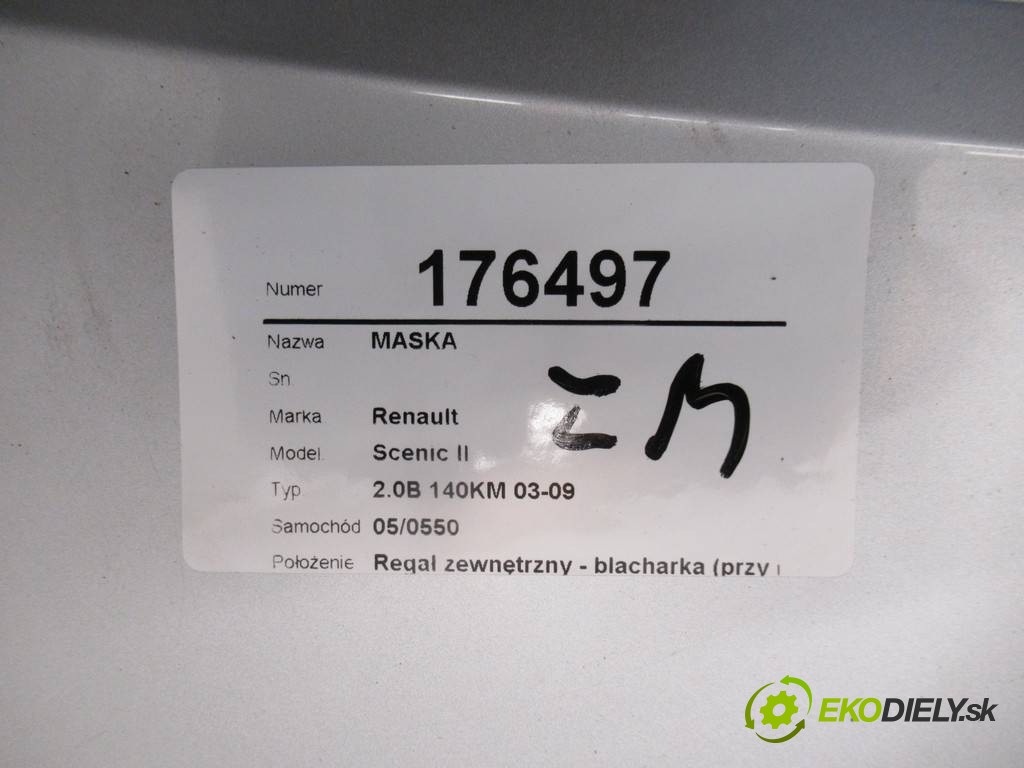 Numer 176497
Nazwa MASKA
Sn.
Marka Renault
Model. Scenic II
Typ. 2.0B 140KM 03-09
Samochód 05/0550
Położenie Regał zewnętrzny - blacharka (przy
EKODIELY.sk